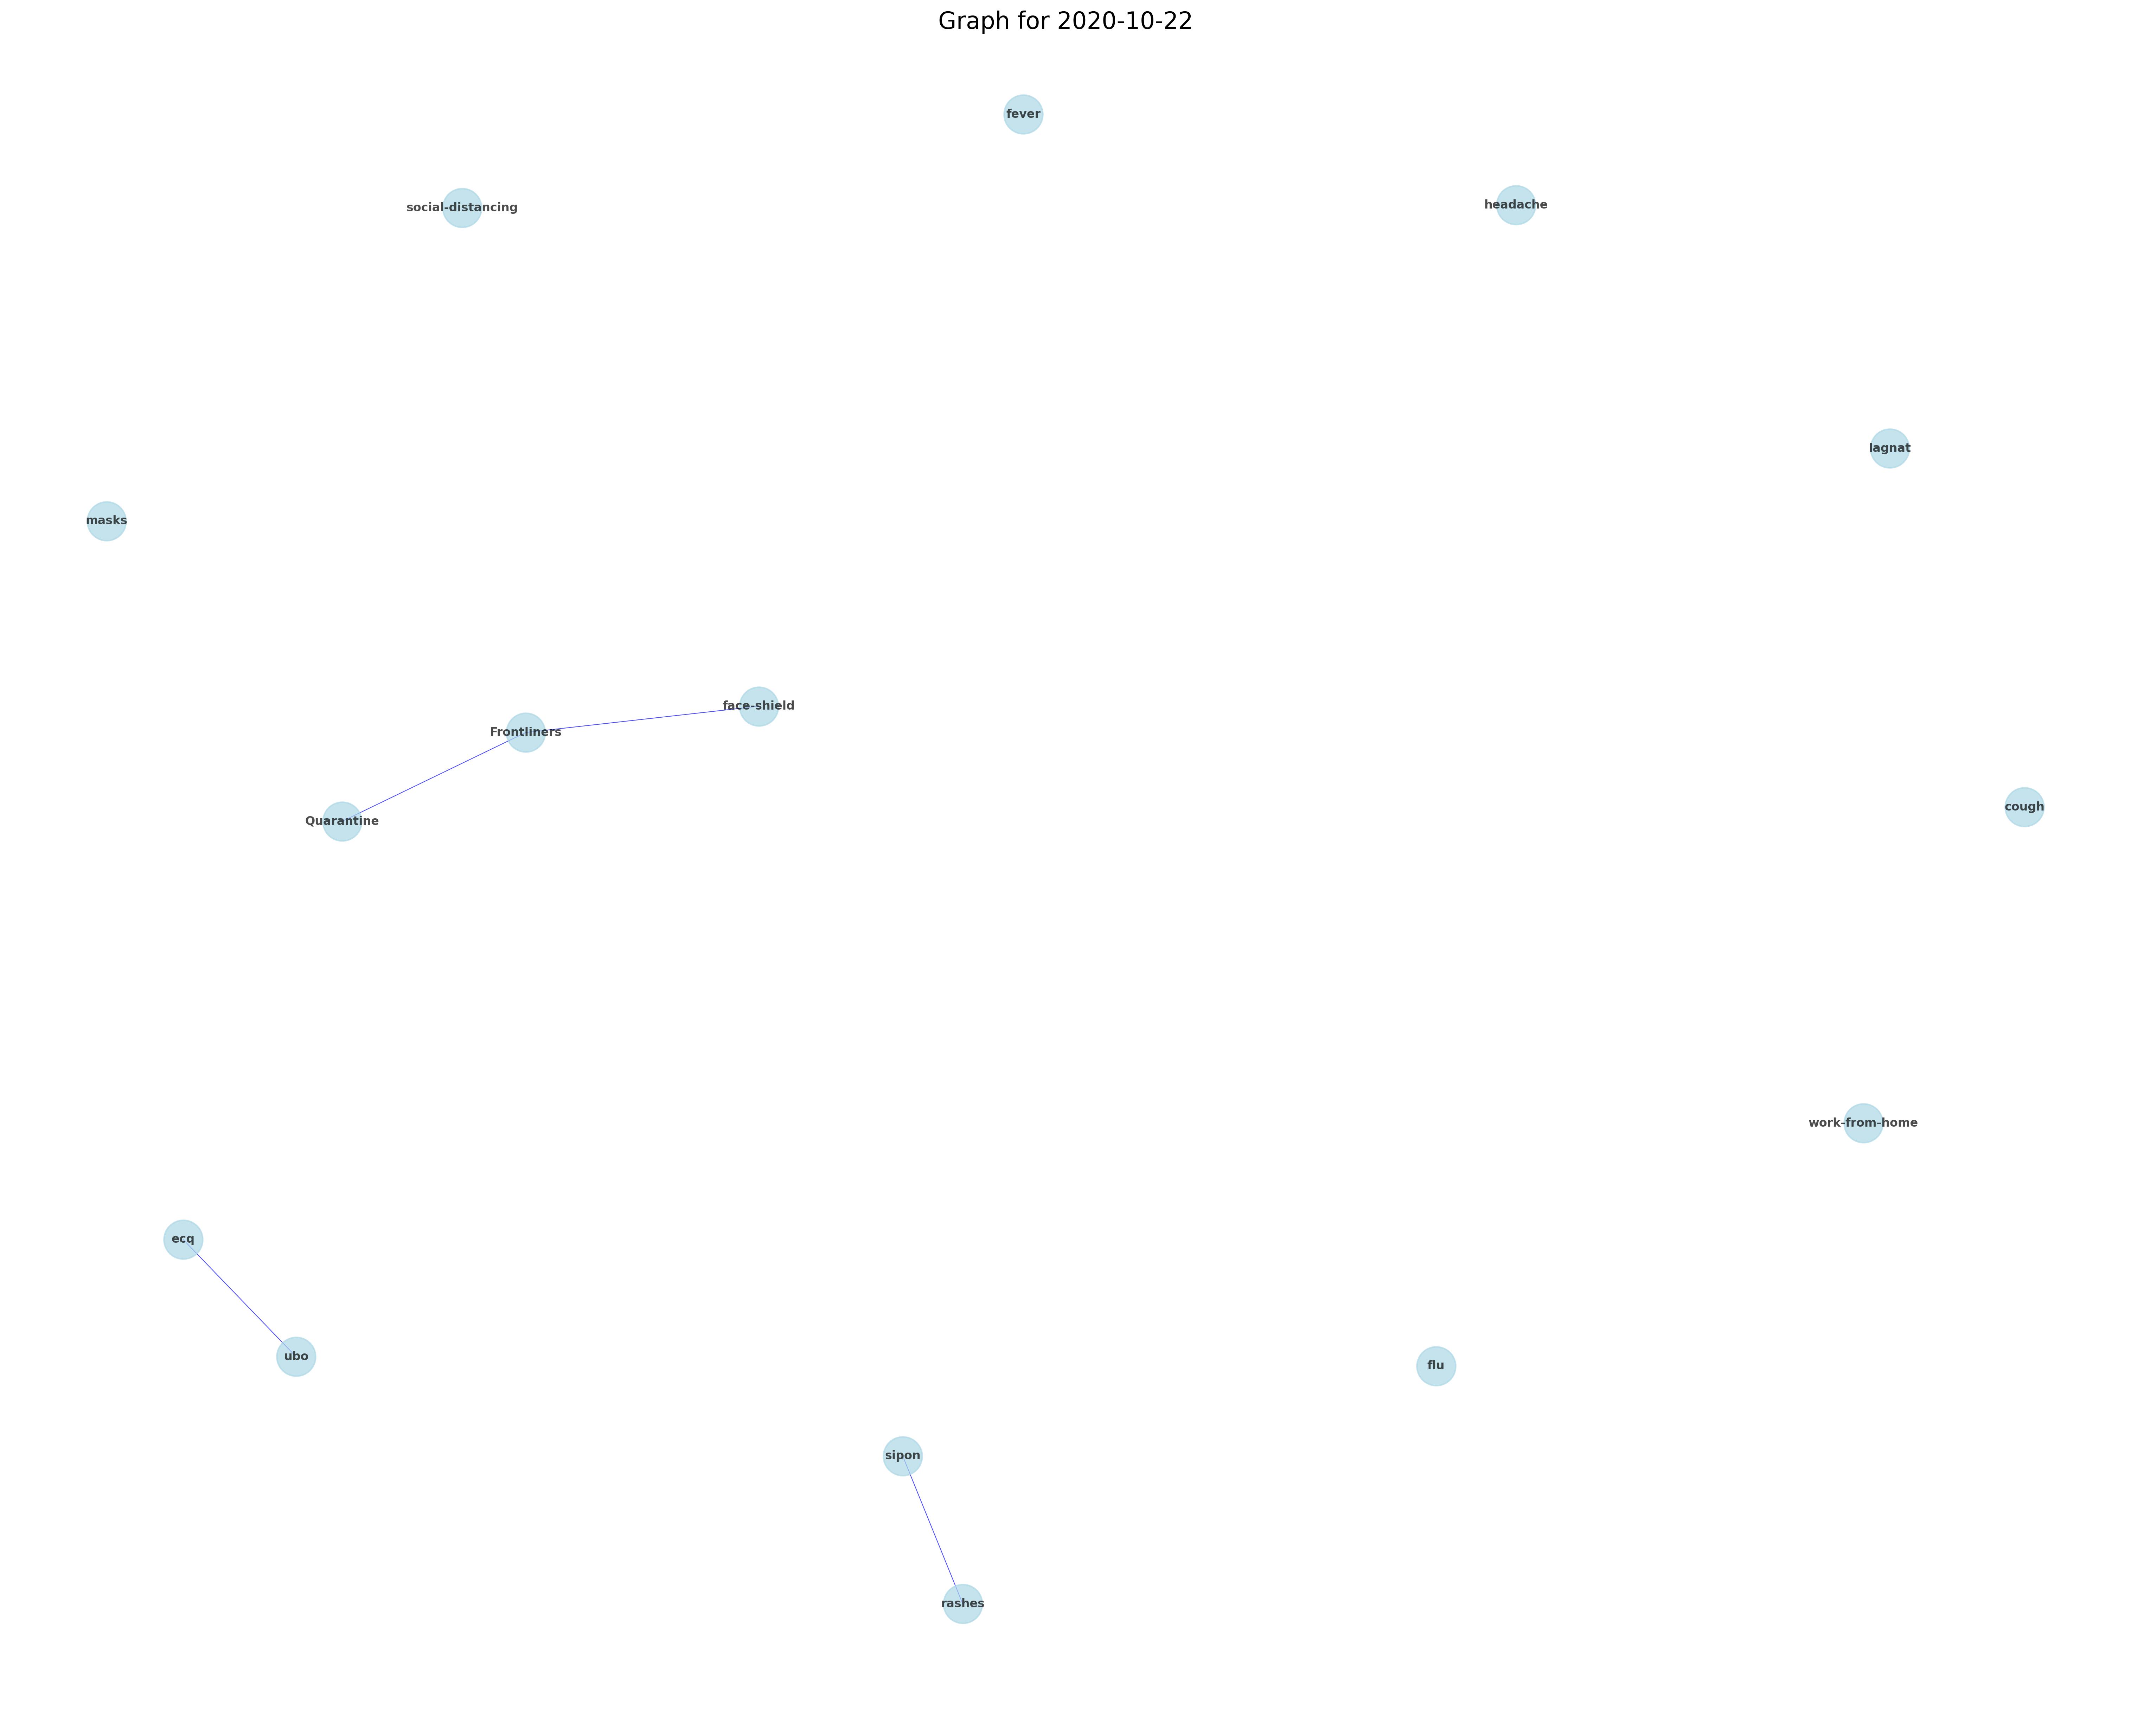 Graph for 2020-10-22
fever
social-distancing
headache
lagnat
masks
face-shield
Frontliners
cough
Quarantine
work-from-home
ecq
ubo
flu
sipon
rashes